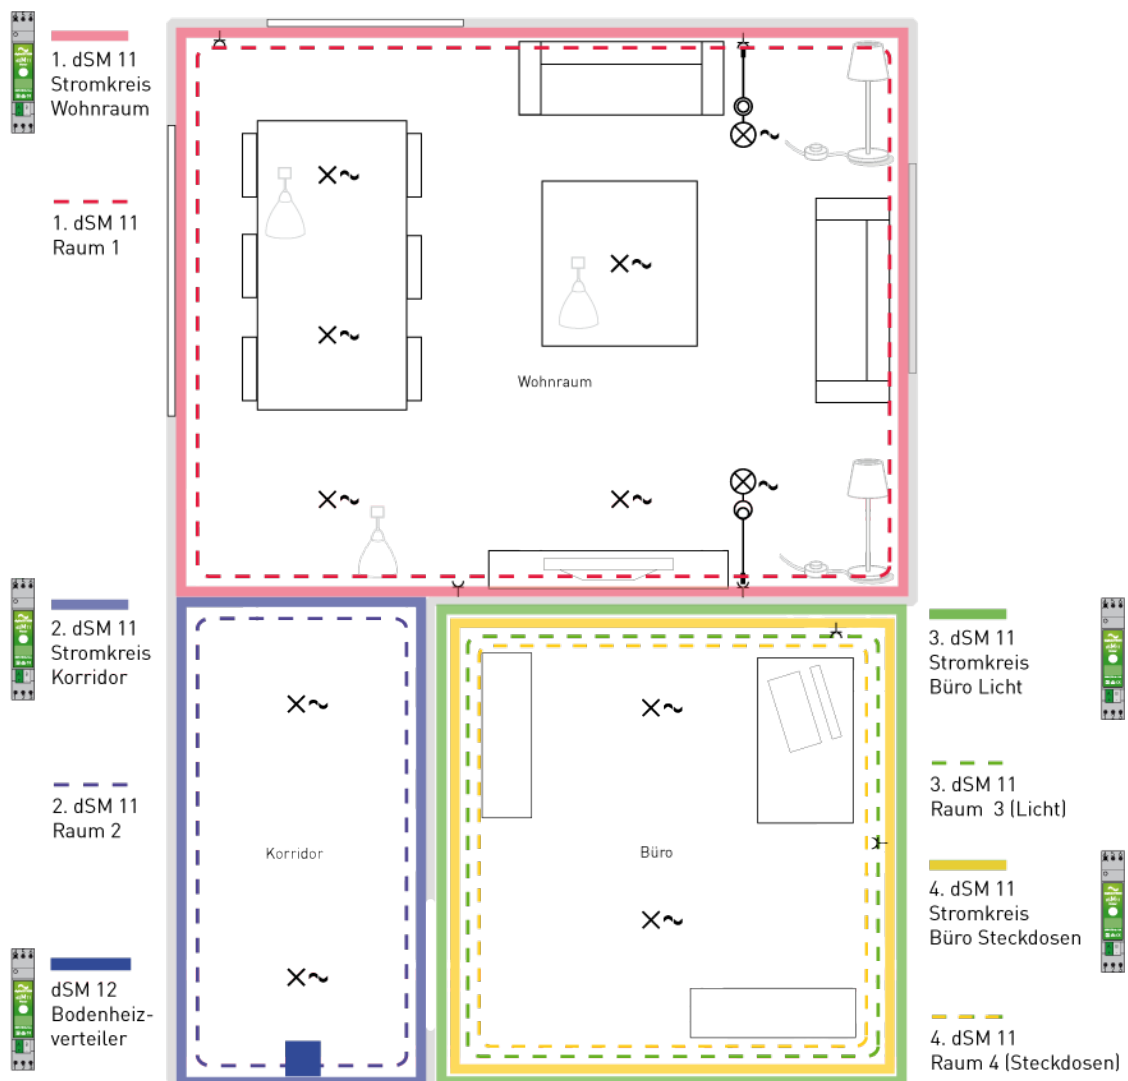 1. dSM 11
Stromkreis
Wohnraum
1. dSM 11
Raum 1
Wohnraum
2. dSM 11
Stromkreis
Korridor
2. dSM 11
Raum 2
Korridor
dSM 12
Bodenheiz-
verteiler
Büro
3. dSM 11
Stromkreis
Büro Licht
3. dSM 11
Raum 3 (Licht)
4. dSM 11
Stromkreis
Büro Steckdosen
4. dSM 11
Raum 4 (Steckdosen)